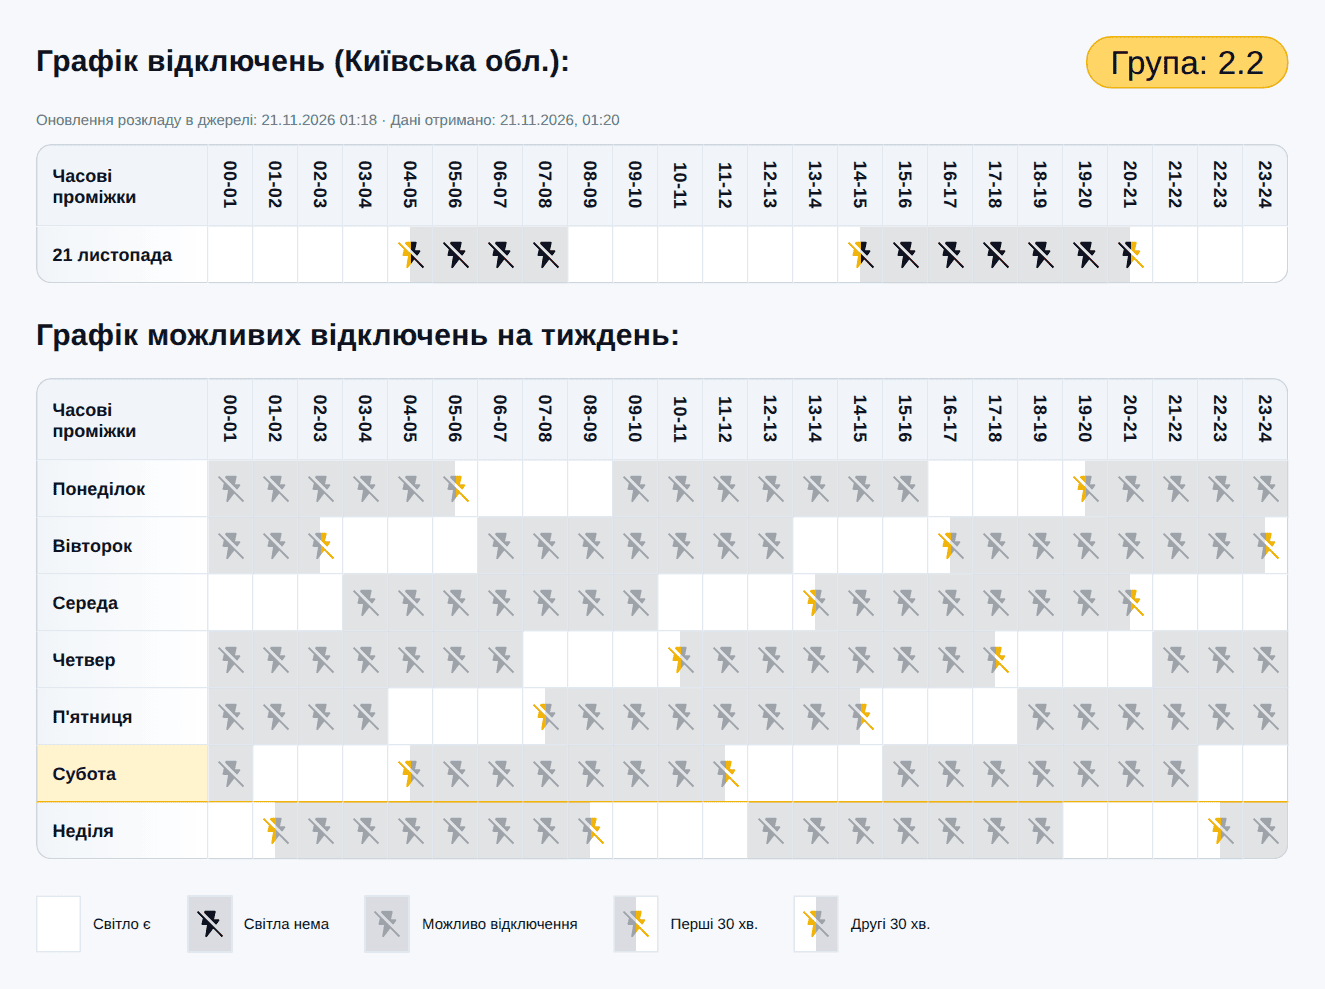 Графік відключень (Київська обл.):
Група: 2.2
Оновлення розкладу в джерелі: 21.11.2026 01:18 · Дані отримано: 21.11.2026, 01:20
Часові проміжки 00-01 01-02 02-03 03-04 04-05 05-06 06-07 07-08 08-09 09-10 10-11 11-12 12-13 13-14 14-15 15-16 16-17 17-18 18-19 19-20 20-21 21-22 22-23 23-24
21 листопада
Графік можливих відключень на тиждень:
Часові проміжки 00-01 01-02 02-03 03-04 04-05 05-06 06-07 07-08 08-09 09-10 10-11 11-12 12-13 13-14 14-15 15-16 16-17 17-18 18-19 19-20 20-21 21-22 22-23 23-24
Понеділок
Вівторок
Середа
Четвер
П'ятниця
Субота
Неділя
Світло є Світла нема Можливо відключення Перші 30 хв. Другі 30 хв.